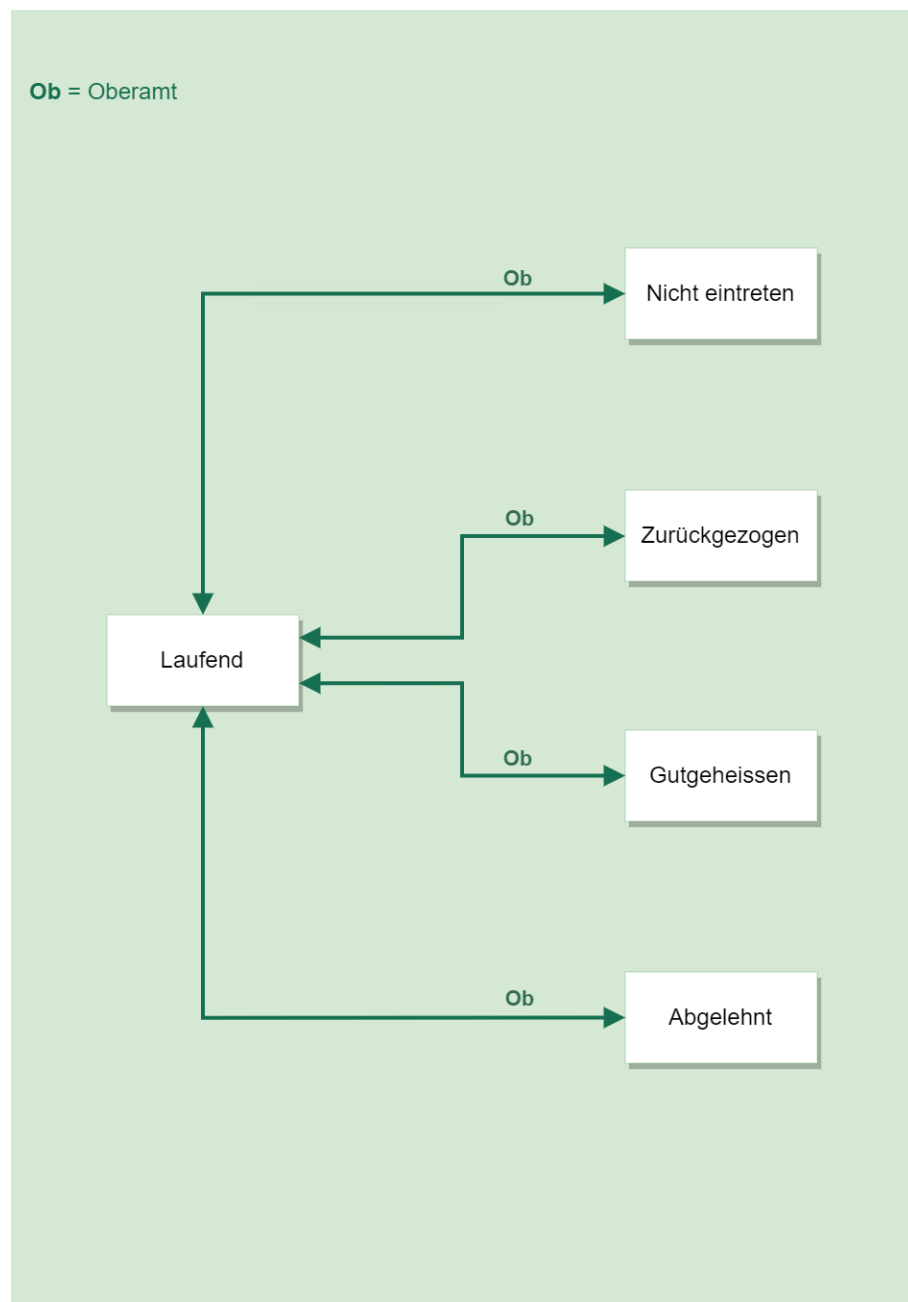 Ob = Oberamt
Ob
Nicht eintreten
Ob
Zurückgezogen
Laufend
Ob
Gutgeheissen
Ob
Abgelehnt